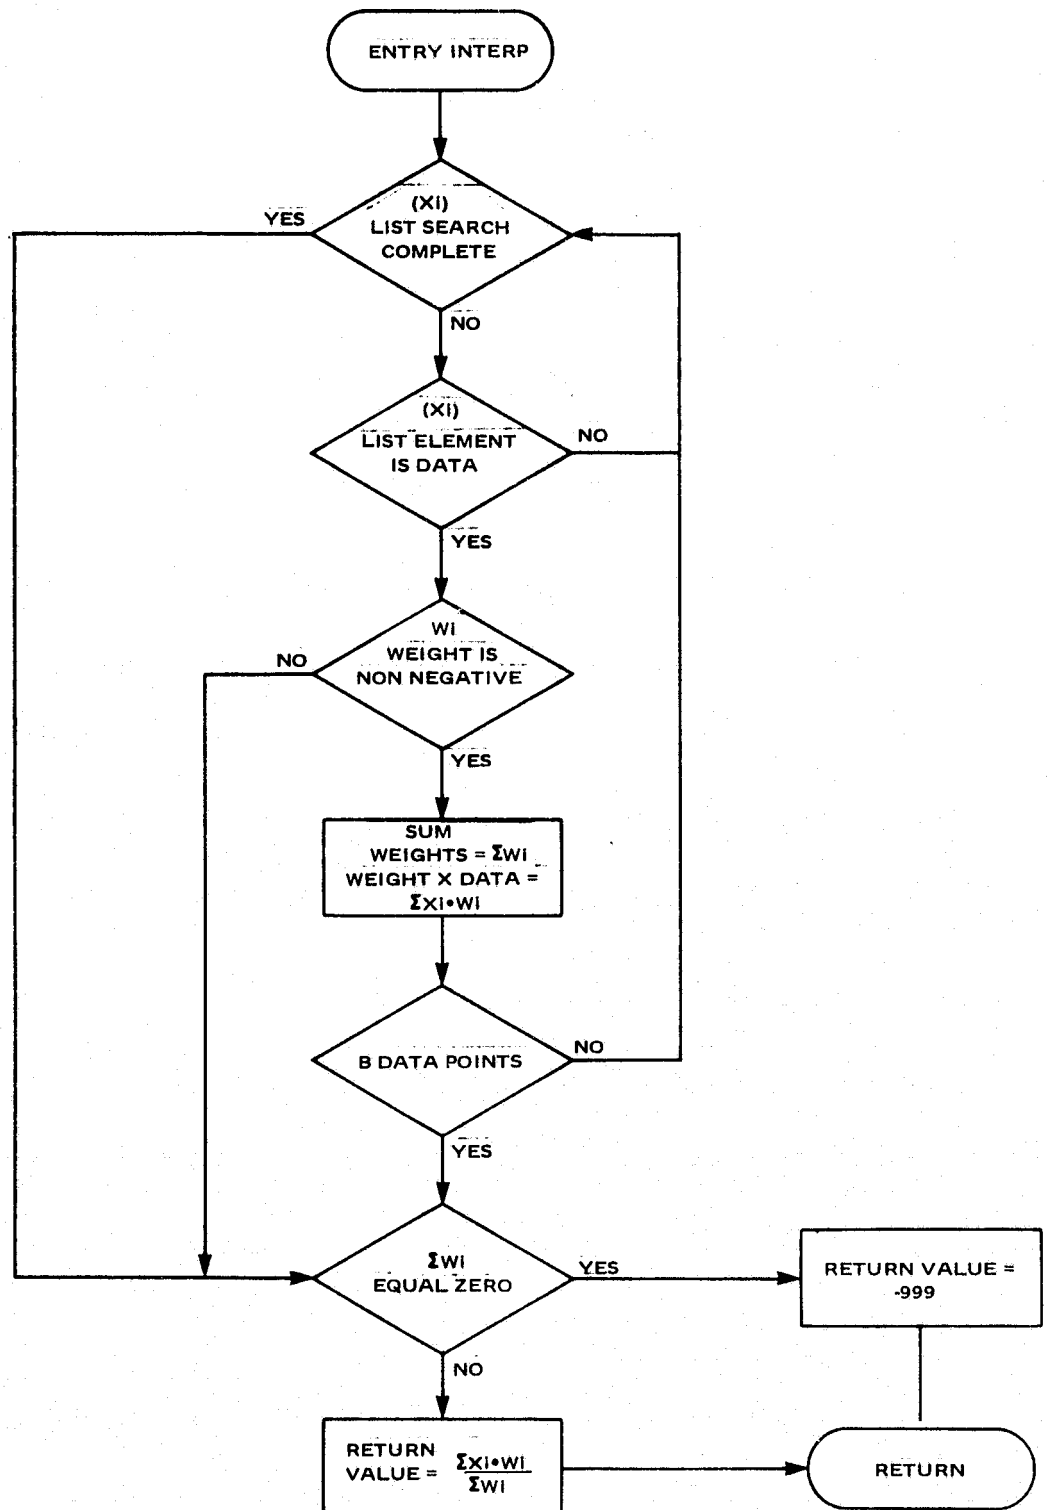 ENTRY INTERP
(Xi)
LIST SEARCH
COMPLETE
YES
NO
(Xi)
LIST ELEMENT
IS DATA
NO
YES
Wi
WEIGHT IS
NON NEGATIVE
NO
YES
SUM
WEIGHTS = ΣWi
WEIGHT X DATA =
ΣXi•Wi
B DATA POINTS
NO
YES
ΣWi
EQUAL ZERO
YES
RETURN VALUE =
-999
NO
RETURN
VALUE = ΣXi•Wi
ΣWi
RETURN